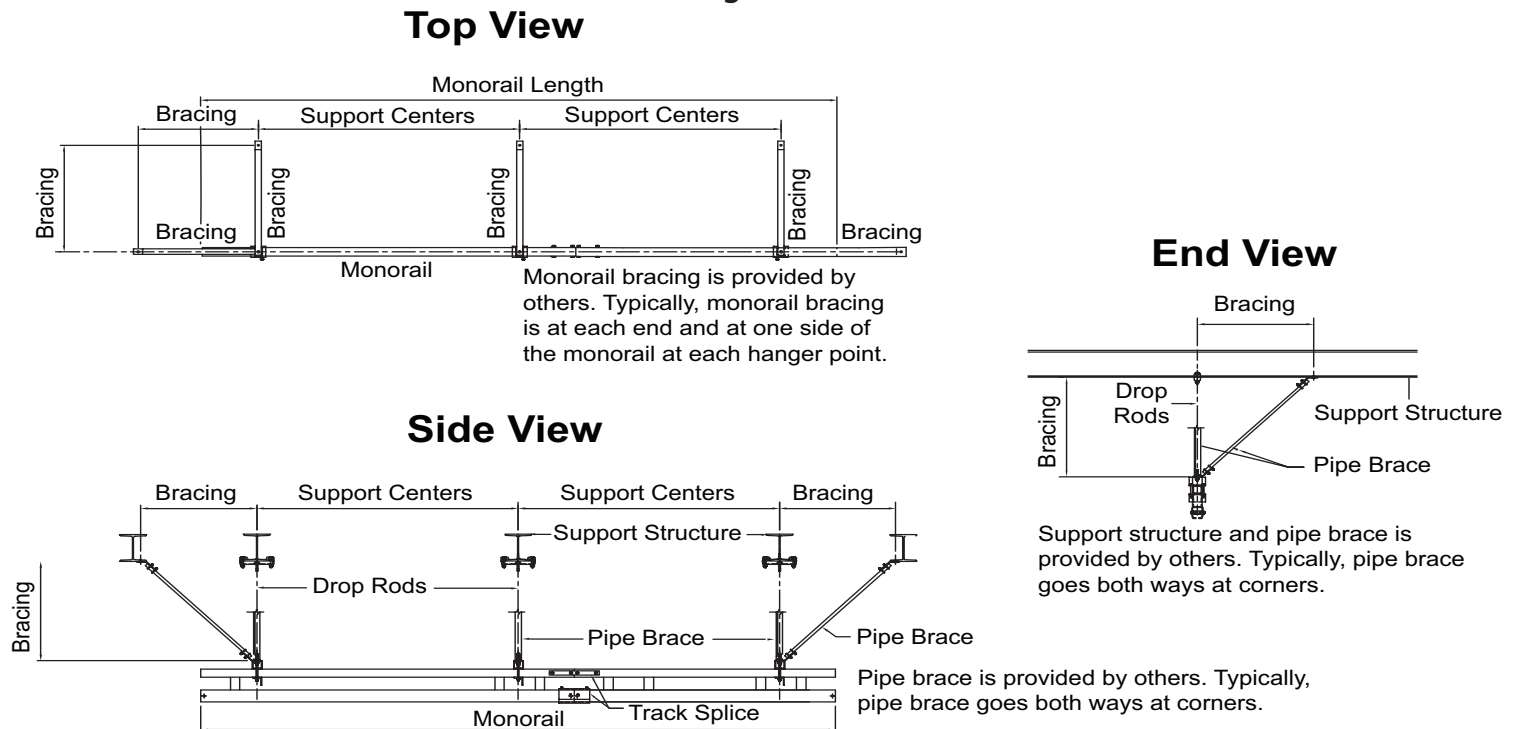 Top View
Monorail Length
Bracing
Support Centers
Support Centers
Bracing
Bracing
Bracing
Bracing
Bracing
Bracing
Monorail
Monorail bracing is provided by
others. Typically, monorail bracing
is at each end and at one side of
the monorail at each hanger point.
End View
Bracing
Bracing
Drop
Rods
Support Structure
Pipe Brace
Support structure and pipe brace is
provided by others. Typically, pipe brace
goes both ways at corners.
Side View
Bracing
Support Centers
Support Centers
Bracing
Support Structure
Bracing
Drop Rods
Pipe Brace
Pipe Brace
Pipe brace is provided by others. Typically,
pipe brace goes both ways at corners.
Track Splice
Monorail